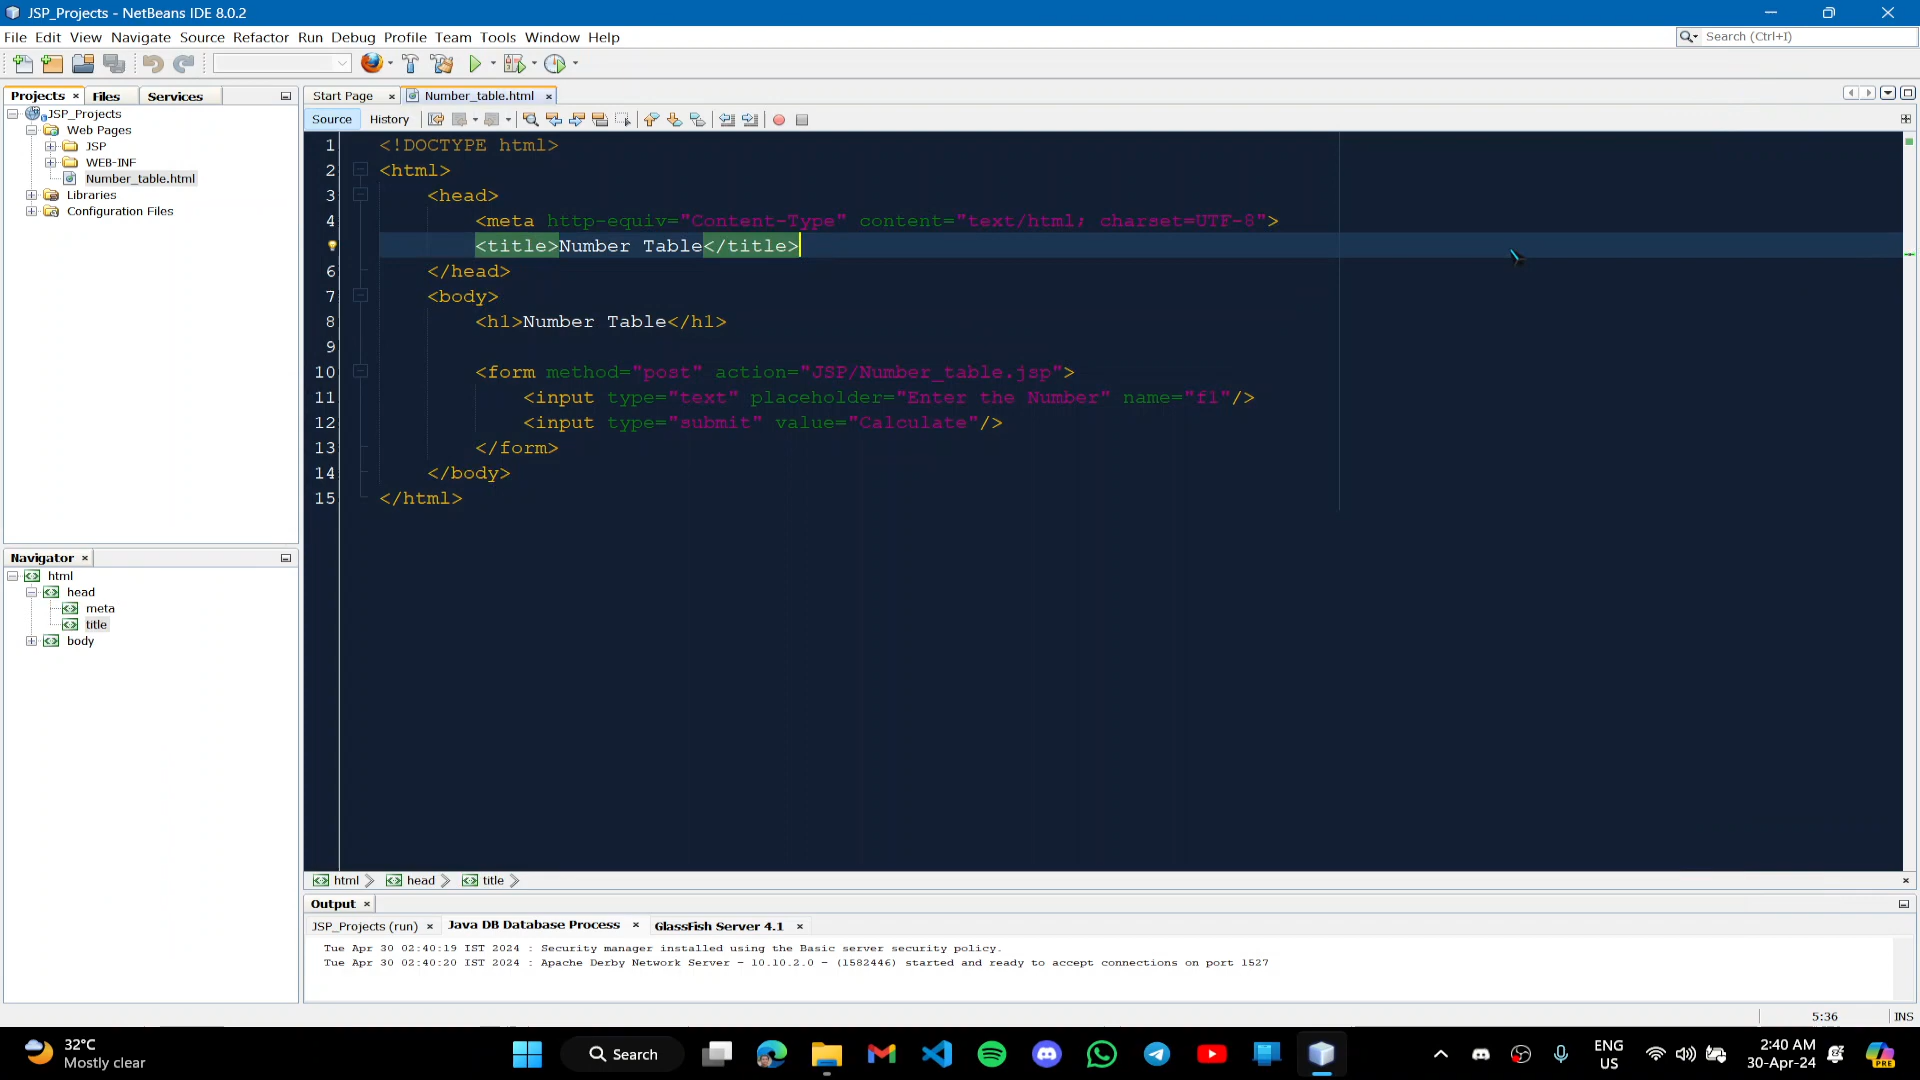 JSP_Projects - NetBeans IDE 8.0.2
File Edit View Navigate Source Refactor Run Debug Profile Team Tools Window Help
Search (Ctrl+I)
Projects Files Services
JSP_Projects
Web Pages
JSP
WEB-INF
Number_table.html
Libraries
Configuration Files
Start Page Number_table.html
Source History
1 <!DOCTYPE html>
2 <html>
3 <head>
4 <meta http-equiv="Content-Type" content="text/html; charset=UTF-8">
<title>Number Table</title>
6 </head>
7 <body>
8 <h1>Number Table</h1>
9
10 <form method="post" action="JSP/Number_table.jsp">
11 <input type="text" placeholder="Enter the Number" name="f1"/>
12 <input type="submit" value="Calculate"/>
13 </form>
14 </body>
15 </html>
Navigator
html
head
meta
title
body
html head title
Output
JSP_Projects (run) Java DB Database Process GlassFish Server 4.1
Tue Apr 30 02:40:19 IST 2024 : Security manager installed using the Basic server security policy.
Tue Apr 30 02:40:20 IST 2024 : Apache Derby Network Server - 10.10.2.0 - (1582446) started and ready to accept connections on port 1527
5:36 INS
32°C
Mostly clear
Search
ENG
US
2:40 AM
30-Apr-24
PRE